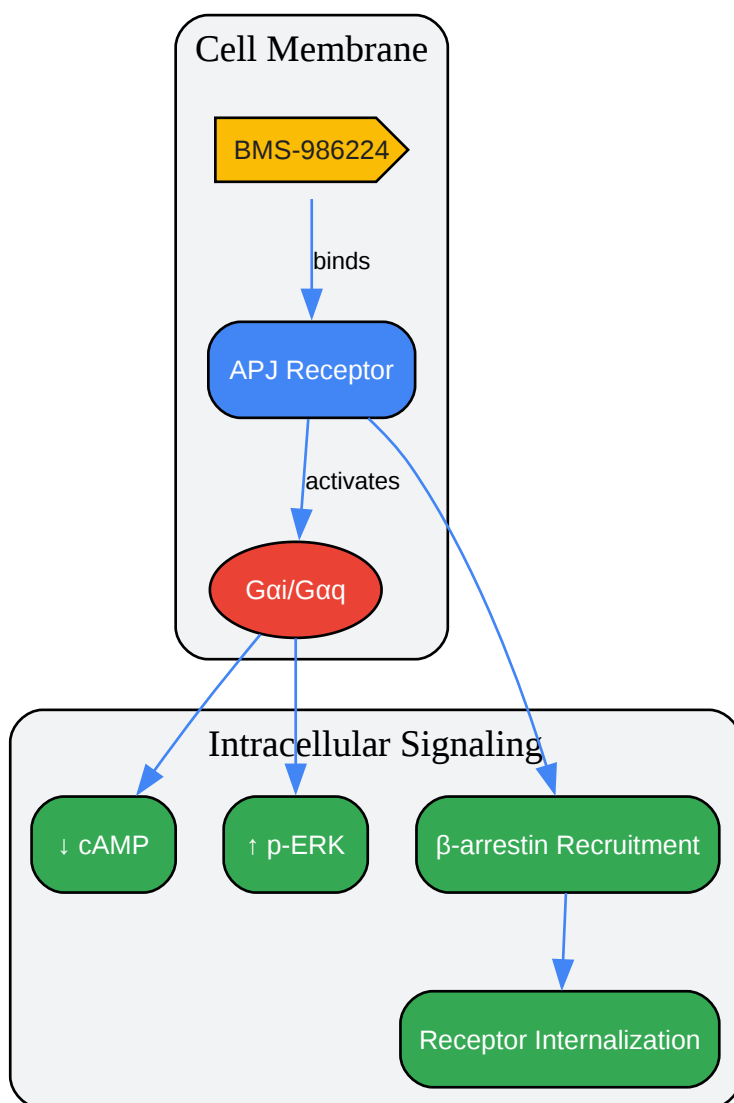 Cell Membrane
BMS-986224
binds
APJ Receptor
activates
Gαi/Gαq
Intracellular Signaling
↓ cAMP
↑ p-ERK
β-arrestin Recruitment
Receptor Internalization